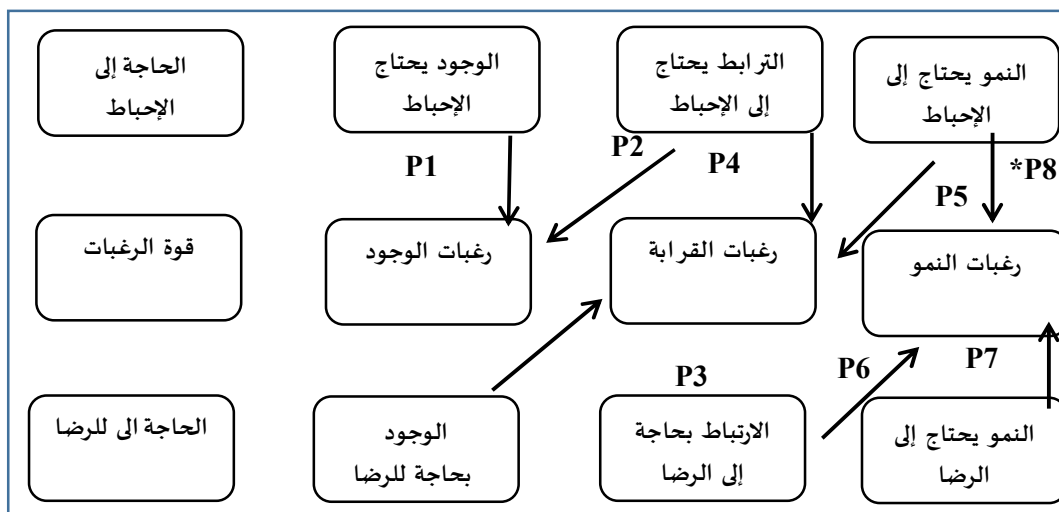 النمو يحتاج إلى
الإحباط
الترابط يحتاج
إلى الإحباط
الوجود يحتاج
الإحباط
الحاجة إلى
الإحباط
*P8
P5
P4
P2
P1
رغبات النمو
رغبات القرابة
رغبات الوجود
قوة الرغبات
P7
P6
P3
النمو يحتاج إلى
الرضا
الارتباط بحاجة
إلى الرضا
الوجود
بحاجة للرضا
الحاجة الى للرضا